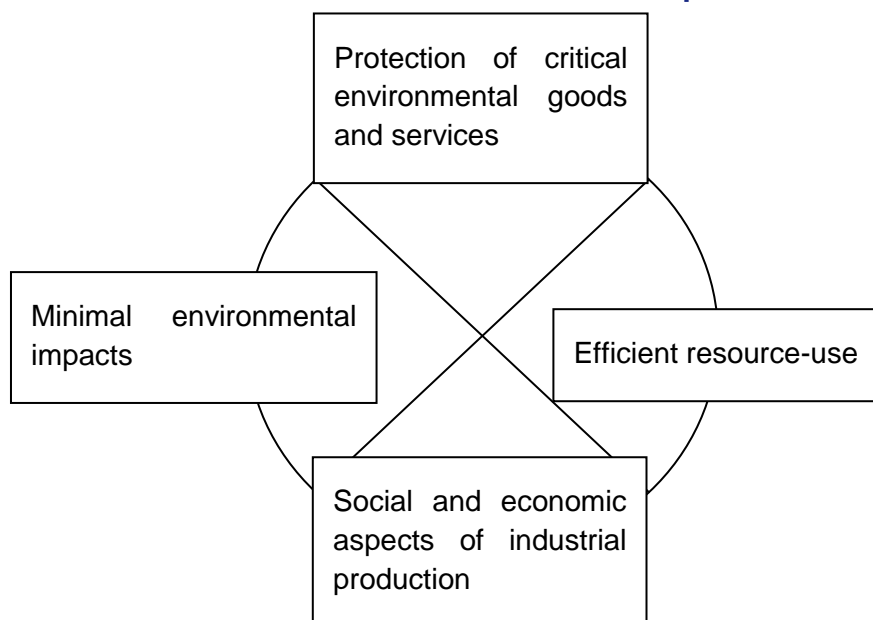 Protection of critical
environmental goods
and services
Minimal environmental
impacts
Efficient resource-use
Social and economic
aspects of industrial
production